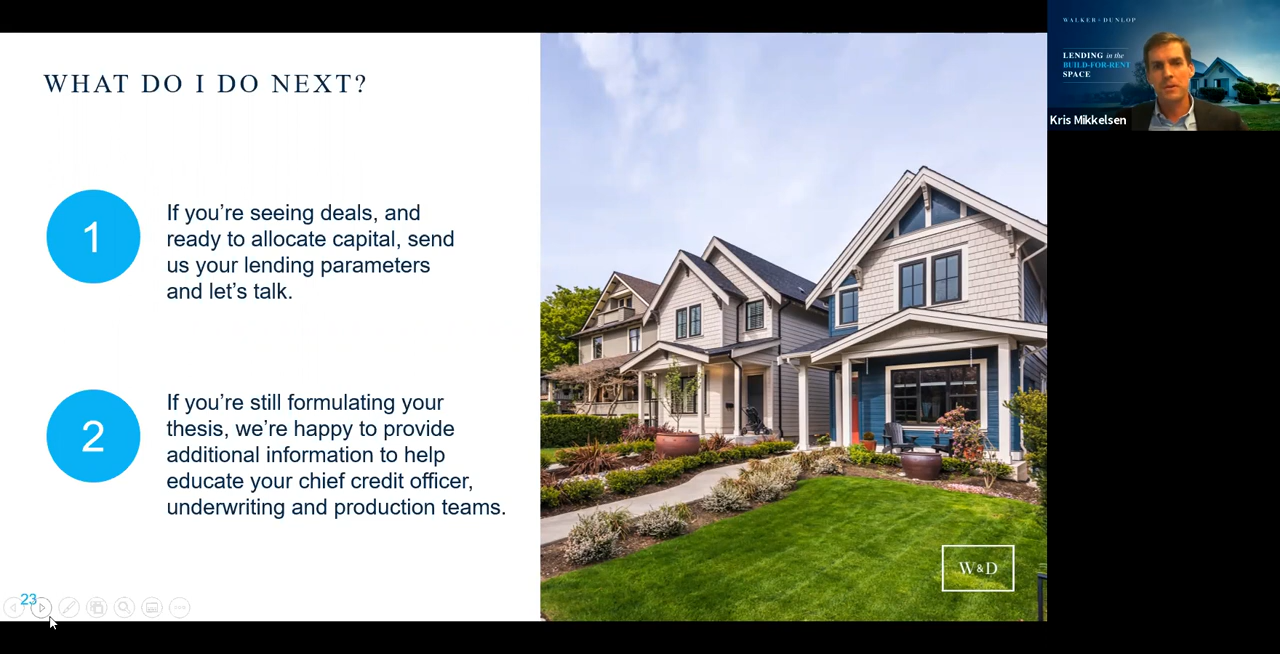 WHAT DO I DO NEXT?
1
If you’re seeing deals, and
ready to allocate capital, send
us your lending parameters
and let’s talk.
2
If you’re still formulating your
thesis, we’re happy to provide
additional information to help
educate your chief credit officer,
underwriting and production teams.
23
W&D
WALKER & DUNLOP
LENDING in the
BUILD-FOR-RENT
SPACE
Kris Mikkelsen